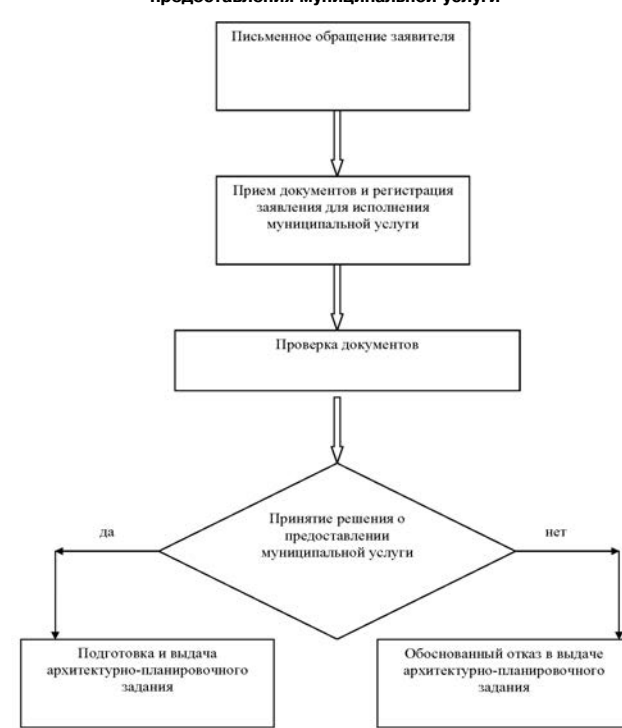 предоставления муниципальной услуги
Письменное обращение заявителя
Прием документов и регистрация
заявления для исполнения
муниципальной услуги
Проверка документов
Принятие решения о
предоставлении
муниципальной услуги
да
нет
Подготовка и выдача
архитектурно-планировочного
задания
Обоснованный отказ в выдаче
архитектурно-планировочного
задания